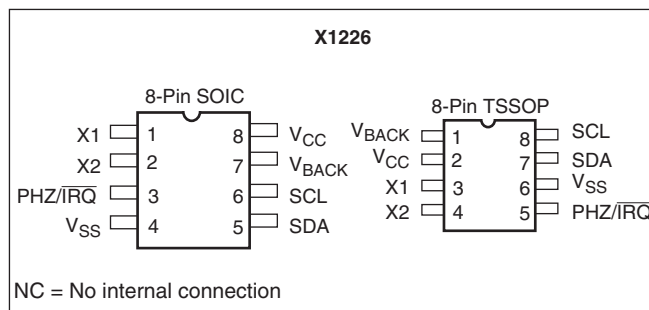 X1226
8-Pin SOIC
X1 1 8 VCC
X2 2 7 VBACK
PHZ/IRQ 3 6 SCL
VSS 4 5 SDA
8-Pin TSSOP
VBACK 1 8 SCL
VCC 2 7 SDA
X1 3 6 VSS
X2 4 5 PHZ/IRQ
NC = No internal connection